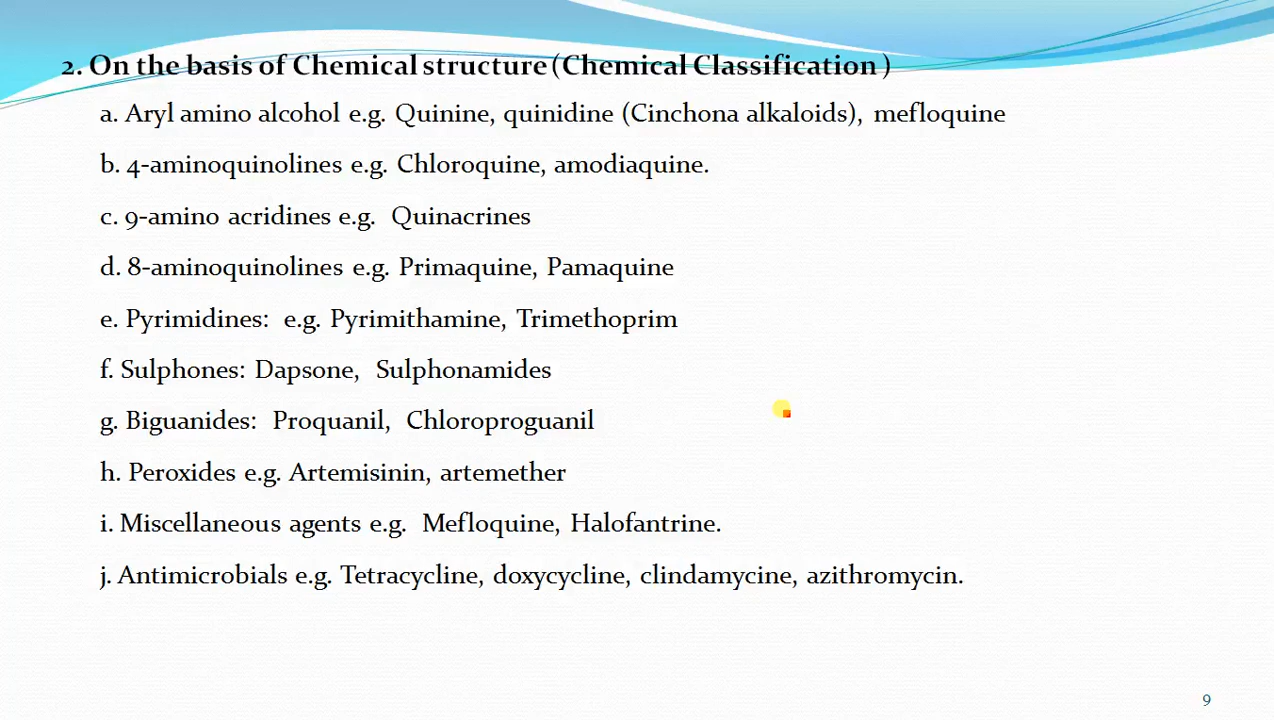 2. On the basis of Chemical structure (Chemical Classification )
a. Aryl amino alcohol e.g. Quinine, quinidine (Cinchona alkaloids), mefloquine
b. 4-aminoquinolines e.g. Chloroquine, amodiaquine.
c. 9-amino acridines e.g. Quinacrines
d. 8-aminoquinolines e.g. Primaquine, Pamaquine
e. Pyrimidines: e.g. Pyrimithamine, Trimethoprim
f. Sulphones: Dapsone, Sulphonamides
g. Biguanides: Proquanil, Chloroproguanil
h. Peroxides e.g. Artemisinin, artemether
i. Miscellaneous agents e.g. Mefloquine, Halofantrine.
j. Antimicrobials e.g. Tetracycline, doxycycline, clindamycine, azithromycin.
9